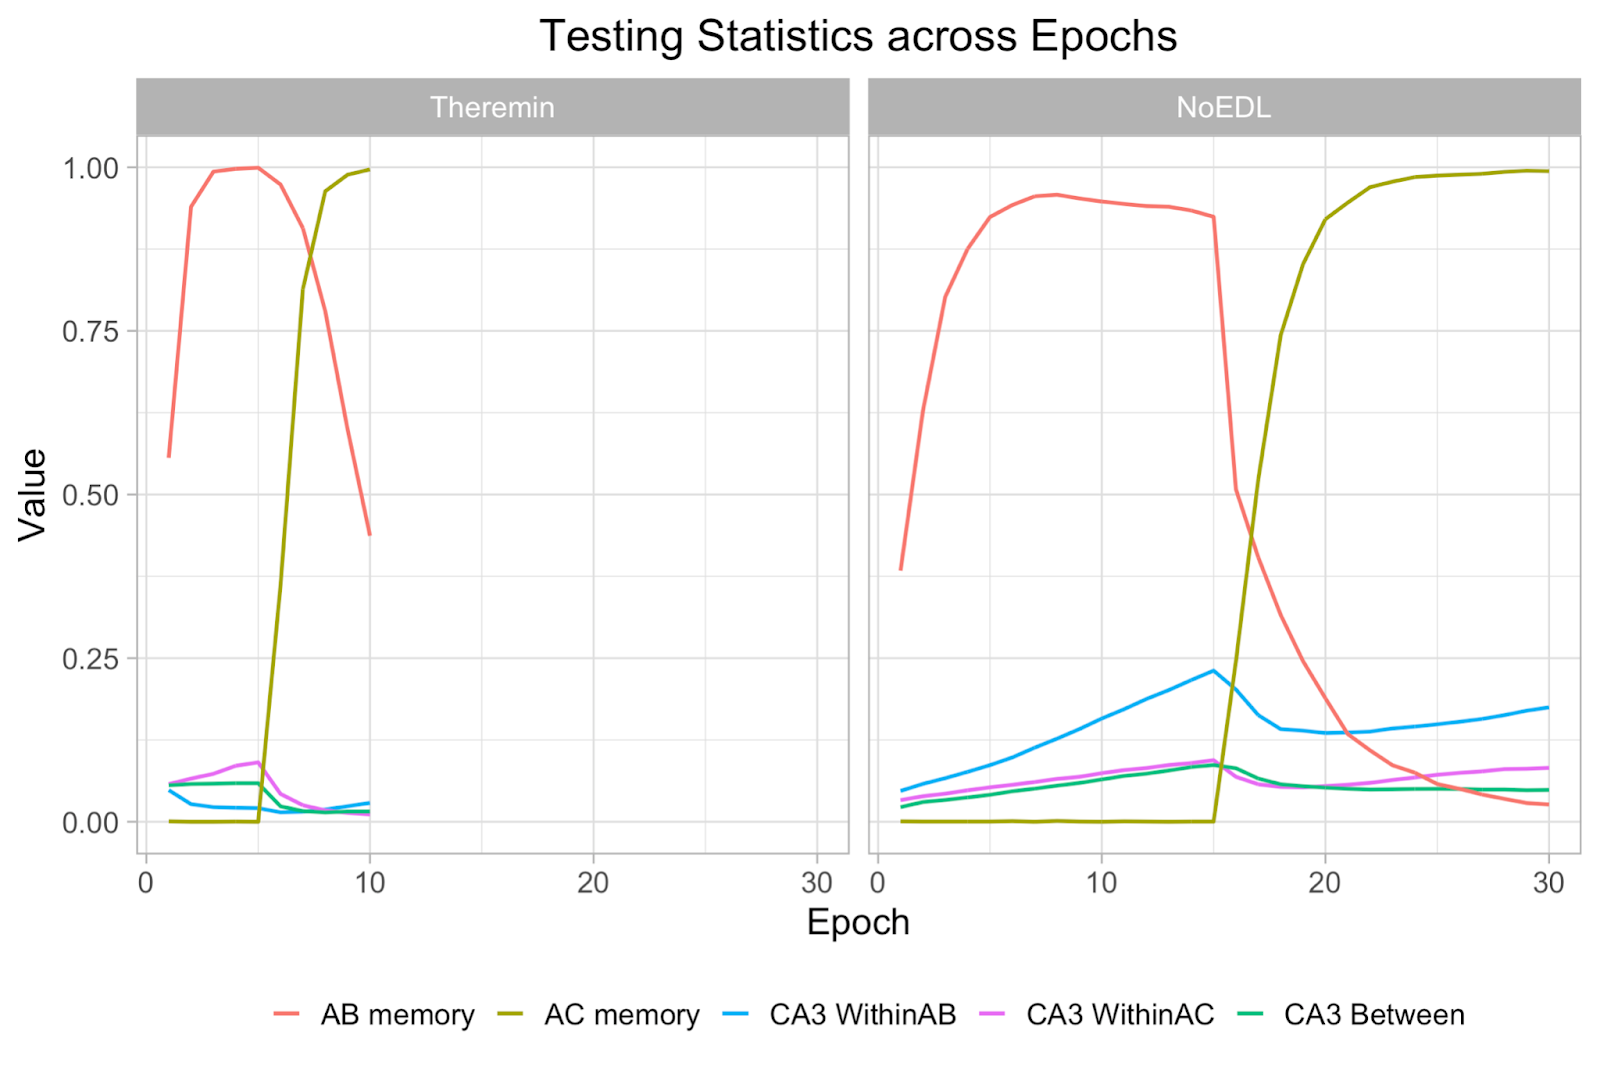 Testing Statistics across Epochs
Theremin
NoEDL
1.00
0.75
0.50
0.25
0.00
Value
0 10 20 30
0 10 20 30
Epoch
AB memory AC memory CA3 WithinAB CA3 WithinAC CA3 Between